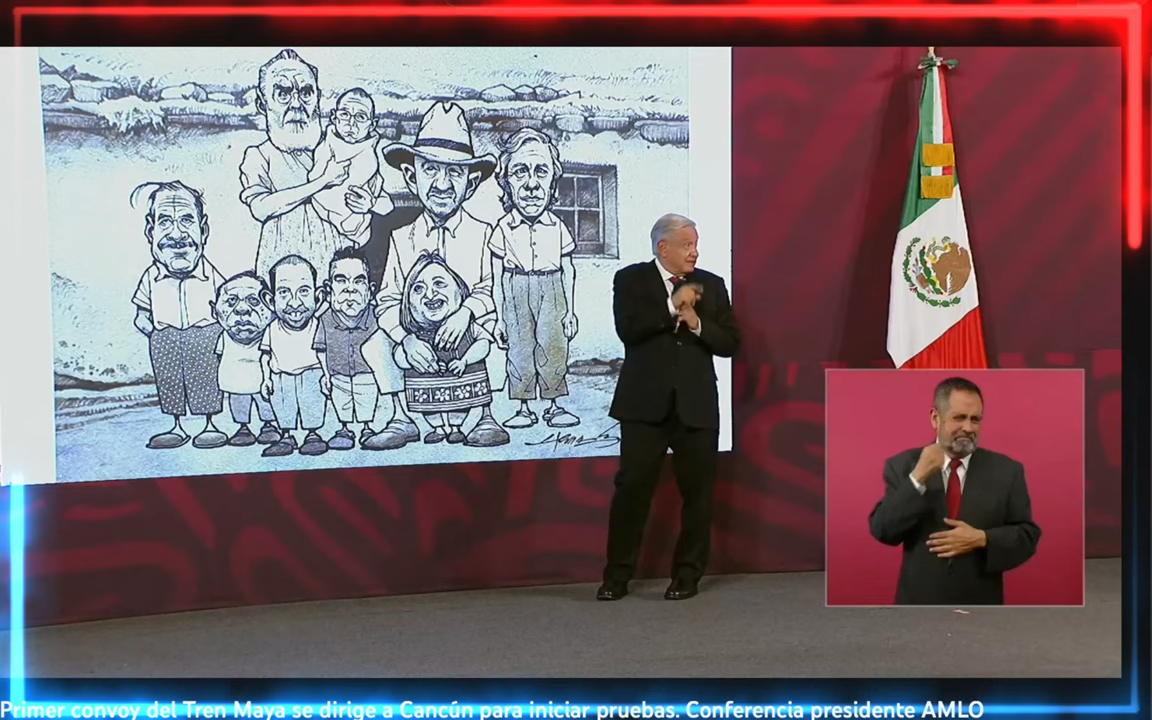 Primer convoy del Tren Maya se dirige a Cancún para iniciar pruebas. Conferencia presidente AMLO